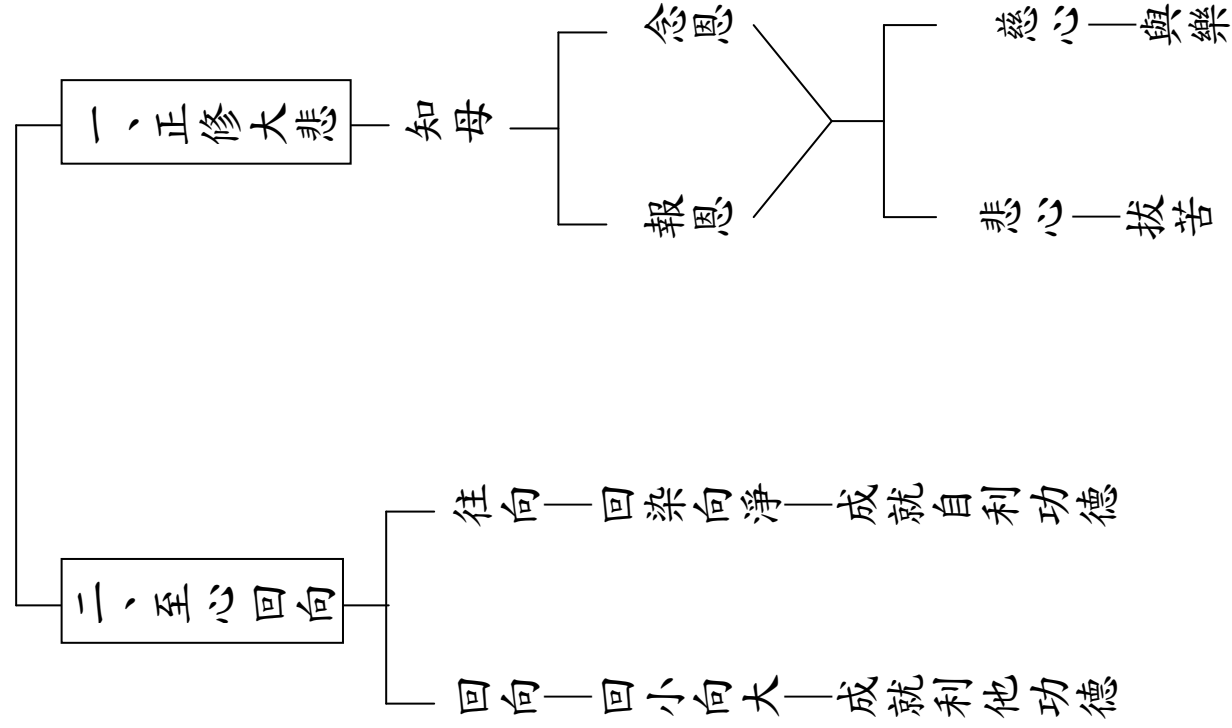 一、正修大悲
知母
念恩
報恩
慈心—與樂
悲心—拔苦
二、至心回向
往向—回染向淨—成就自利功德
回向—回小向大—成就利他功德